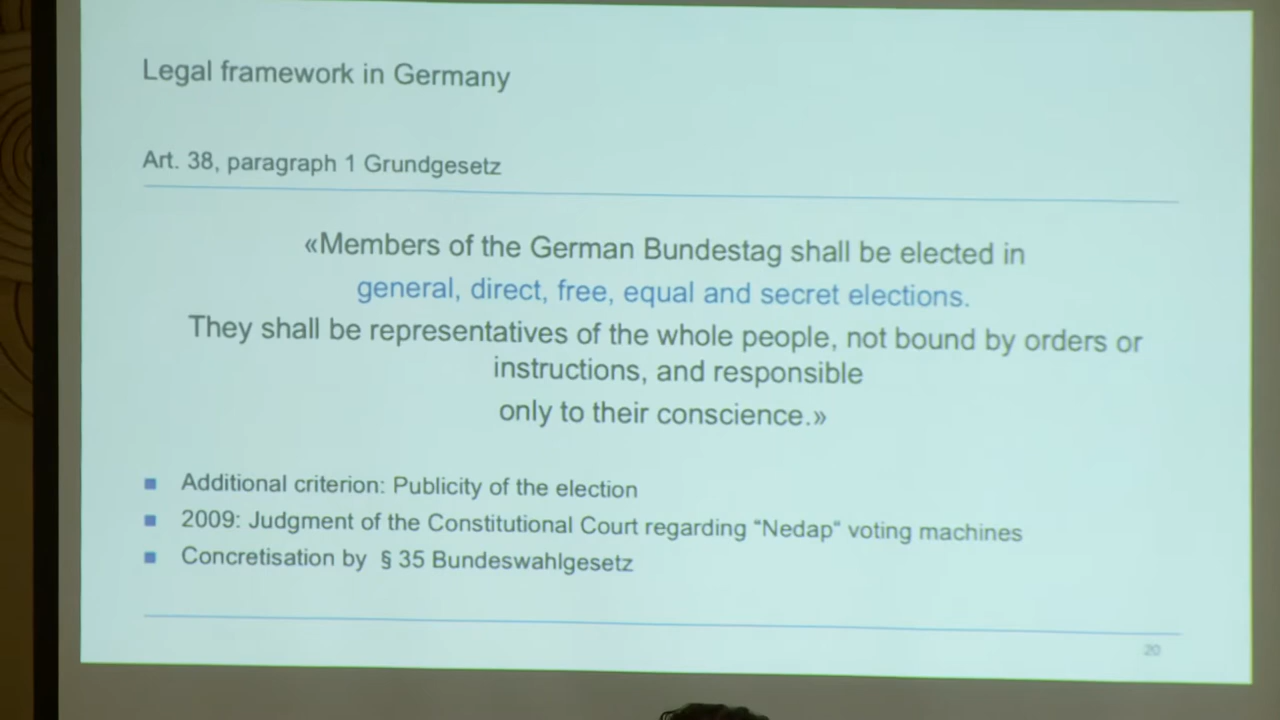 Legal framework in Germany
Art. 38, paragraph 1 Grundgesetz
«Members of the German Bundestag shall be elected in
general, direct, free, equal and secret elections.
They shall be representatives of the whole people, not bound by orders or
instructions, and responsible
only to their conscience.»
Additional criterion: Publicity of the election
2009: Judgment of the Constitutional Court regarding “Nedap“ voting machines
Concretisation by § 35 Bundeswahlgesetz
20